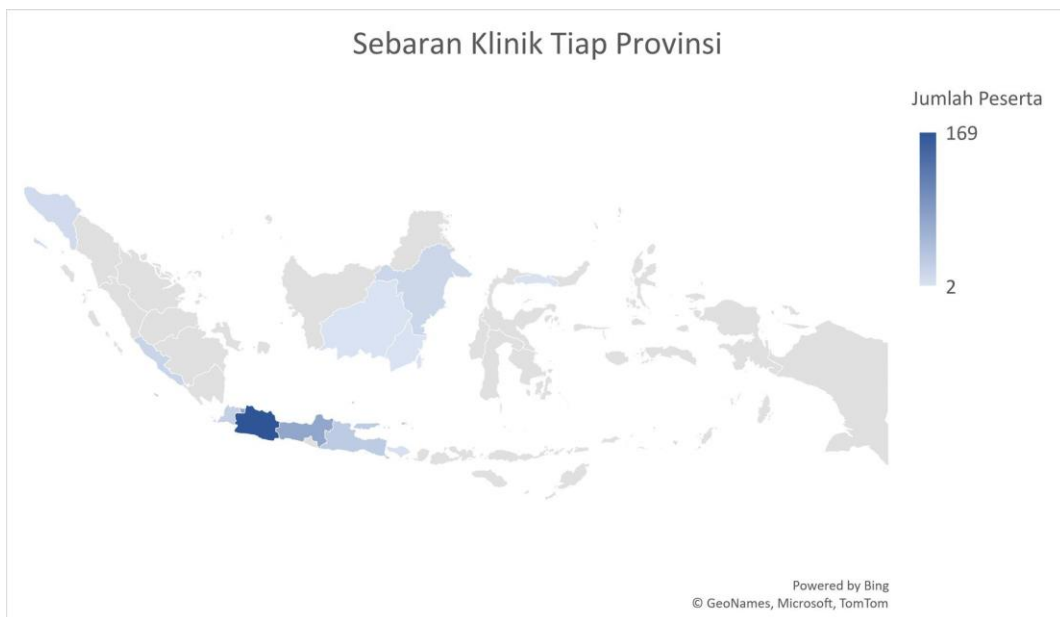 Sebaran Klinik Tiap Provinsi
Jumlah Peserta
169
2
Powered by Bing
© GeoNames, Microsoft, TomTom